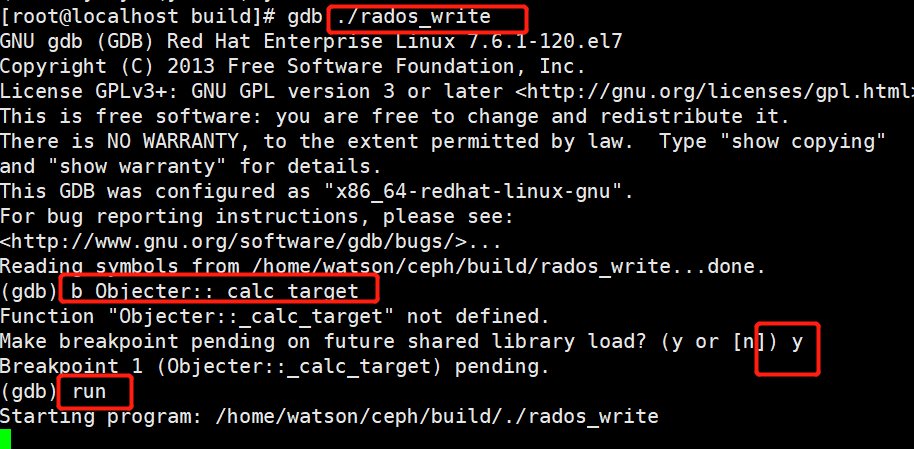 [root@localhost build]# gdb ./rados_write
GNU gdb (GDB) Red Hat Enterprise Linux 7.6.1-120.el7
Copyright (C) 2013 Free Software Foundation, Inc.
License GPLv3+: GNU GPL version 3 or later <http://gnu.org/licenses/gpl.html>
This is free software: you are free to change and redistribute it.
There is NO WARRANTY, to the extent permitted by law.  Type "show copying"
and "show warranty" for details.
This GDB was configured as "x86_64-redhat-linux-gnu".
For bug reporting instructions, please see:
<http://www.gnu.org/software/gdb/bugs/>...
Reading symbols from /home/watson/ceph/build/rados_write...done.
(gdb) b Objecter::_calc_target
Function "Objecter::_calc_target" not defined.
Make breakpoint pending on future shared library load? (y or [n]) y
Breakpoint 1 (Objecter::_calc_target) pending.
(gdb) run
Starting program: /home/watson/ceph/build/./rados_write